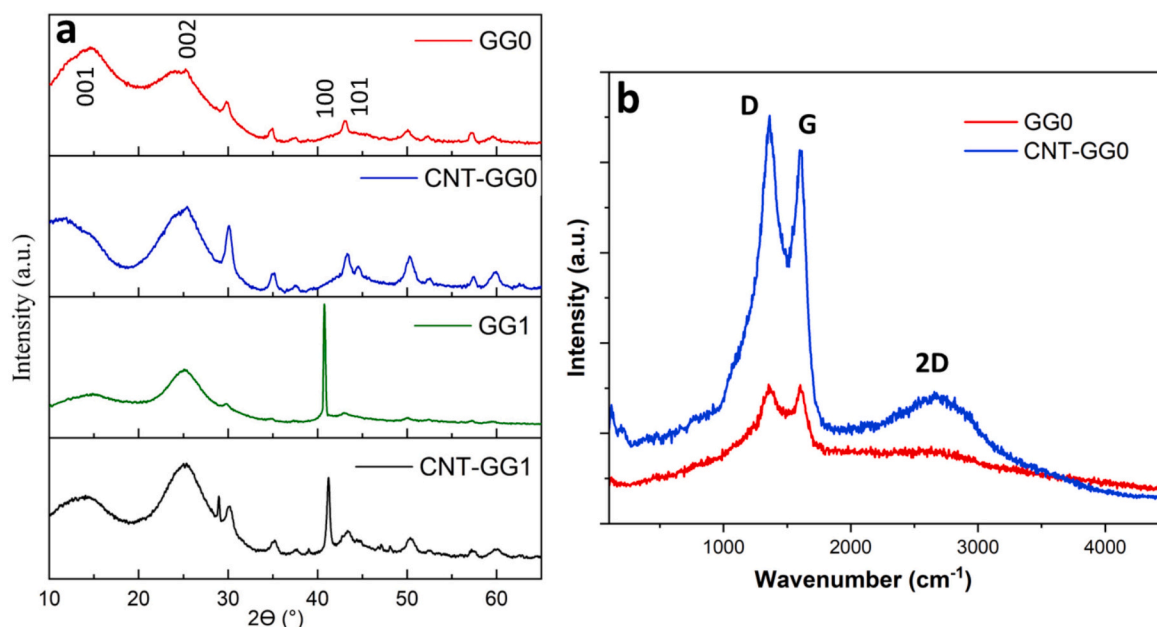 a
001
002
100
101
GG0
CNT-GG0
GG1
CNT-GG1
Intensity (a.u.)
10 20 30 40 50 60
2ϴ (°)
b
D
G
2D
GG0
CNT-GG0
Intensity (a.u.)
1000 2000 3000 4000
Wavenumber (cm⁻¹)